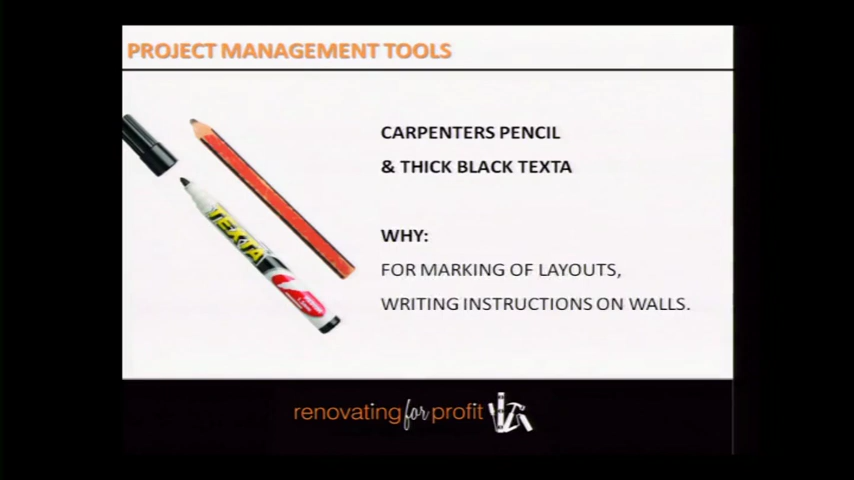 PROJECT MANAGEMENT TOOLS
CARPENTERS PENCIL
& THICK BLACK TEXTA
WHY:
FOR MARKING OF LAYOUTS,
WRITING INSTRUCTIONS ON WALLS.
TEXTA
renovating for profit